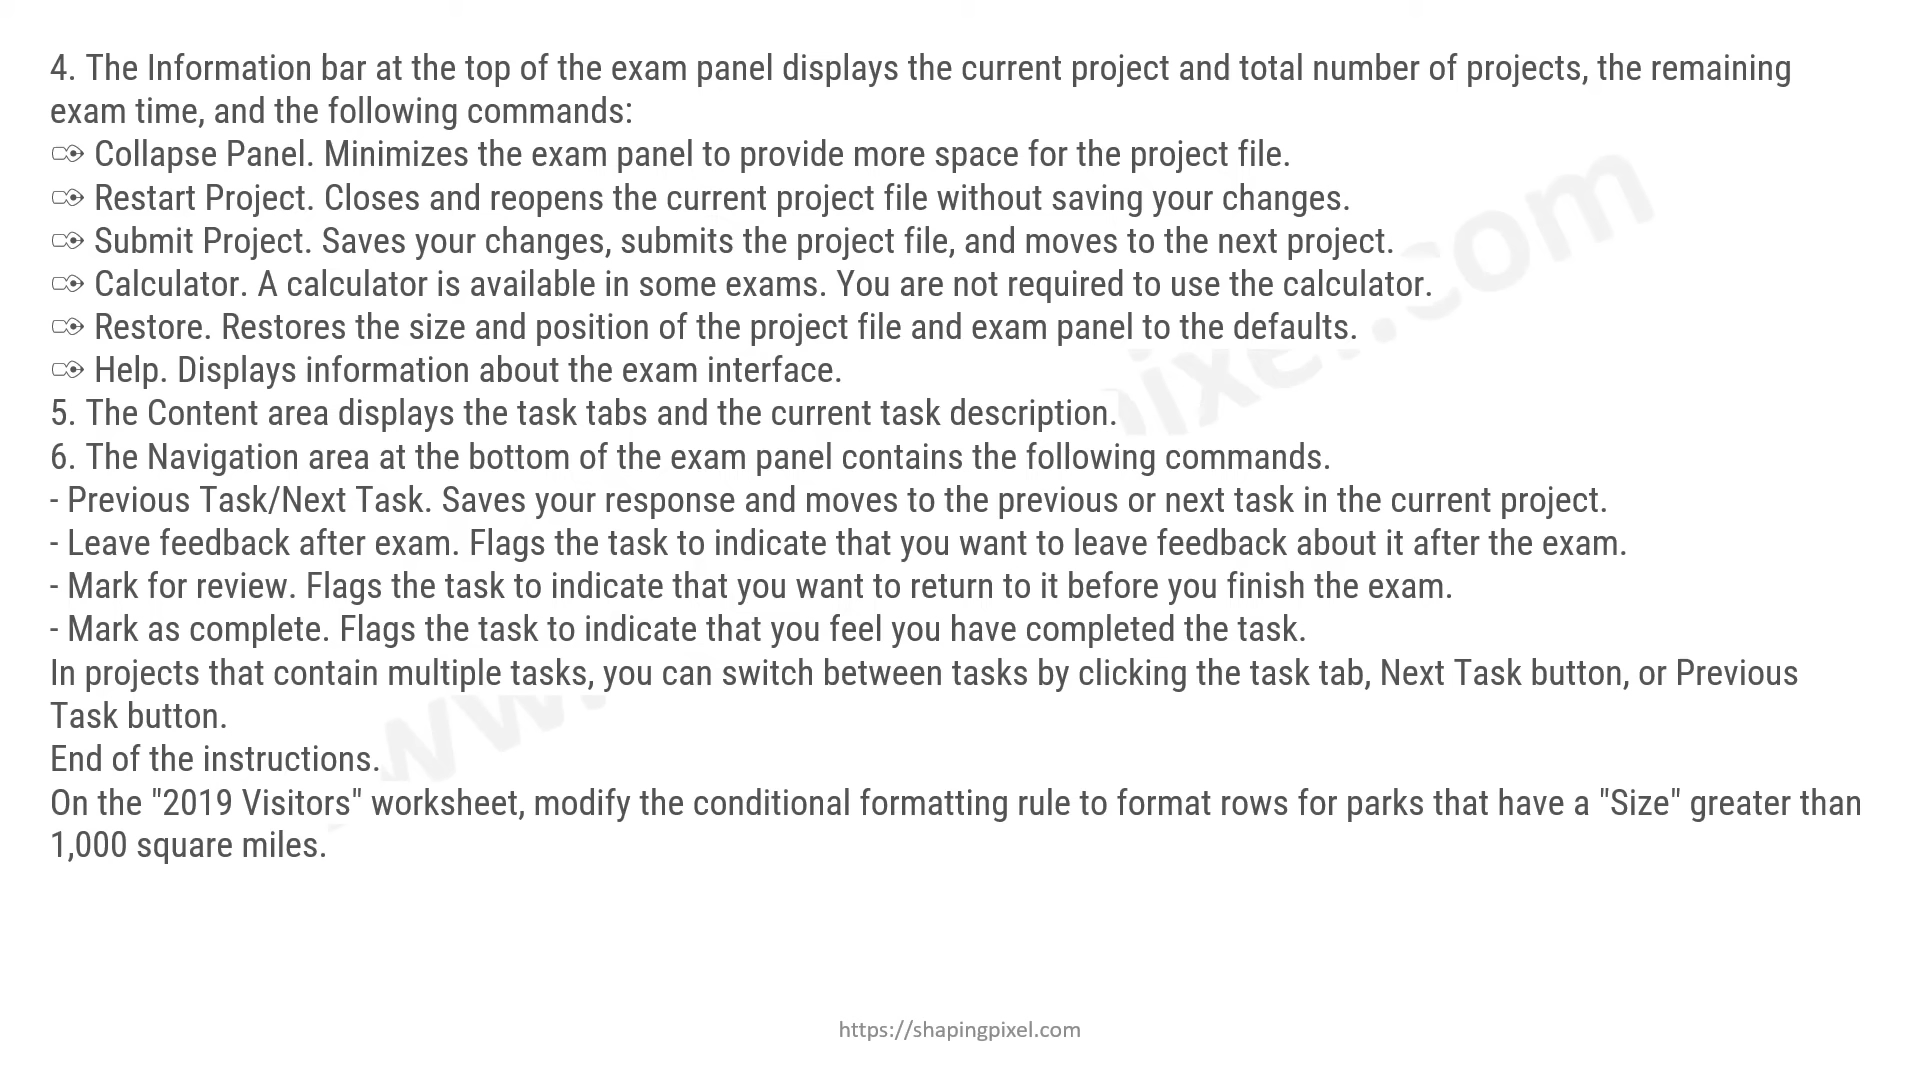 4. The Information bar at the top of the exam panel displays the current project and total number of projects, the remaining
exam time, and the following commands:
Collapse Panel. Minimizes the exam panel to provide more space for the project file.
Restart Project. Closes and reopens the current project file without saving your changes.
Submit Project. Saves your changes, submits the project file, and moves to the next project.
Calculator. A calculator is available in some exams. You are not required to use the calculator.
Restore. Restores the size and position of the project file and exam panel to the defaults.
Help. Displays information about the exam interface.
5. The Content area displays the task tabs and the current task description.
6. The Navigation area at the bottom of the exam panel contains the following commands.
- Previous Task/Next Task. Saves your response and moves to the previous or next task in the current project.
- Leave feedback after exam. Flags the task to indicate that you want to leave feedback about it after the exam.
- Mark for review. Flags the task to indicate that you want to return to it before you finish the exam.
- Mark as complete. Flags the task to indicate that you feel you have completed the task.
In projects that contain multiple tasks, you can switch between tasks by clicking the task tab, Next Task button, or Previous
Task button.
End of the instructions.
On the "2019 Visitors" worksheet, modify the conditional formatting rule to format rows for parks that have a "Size" greater than
1,000 square miles.
https://shapingpixel.com